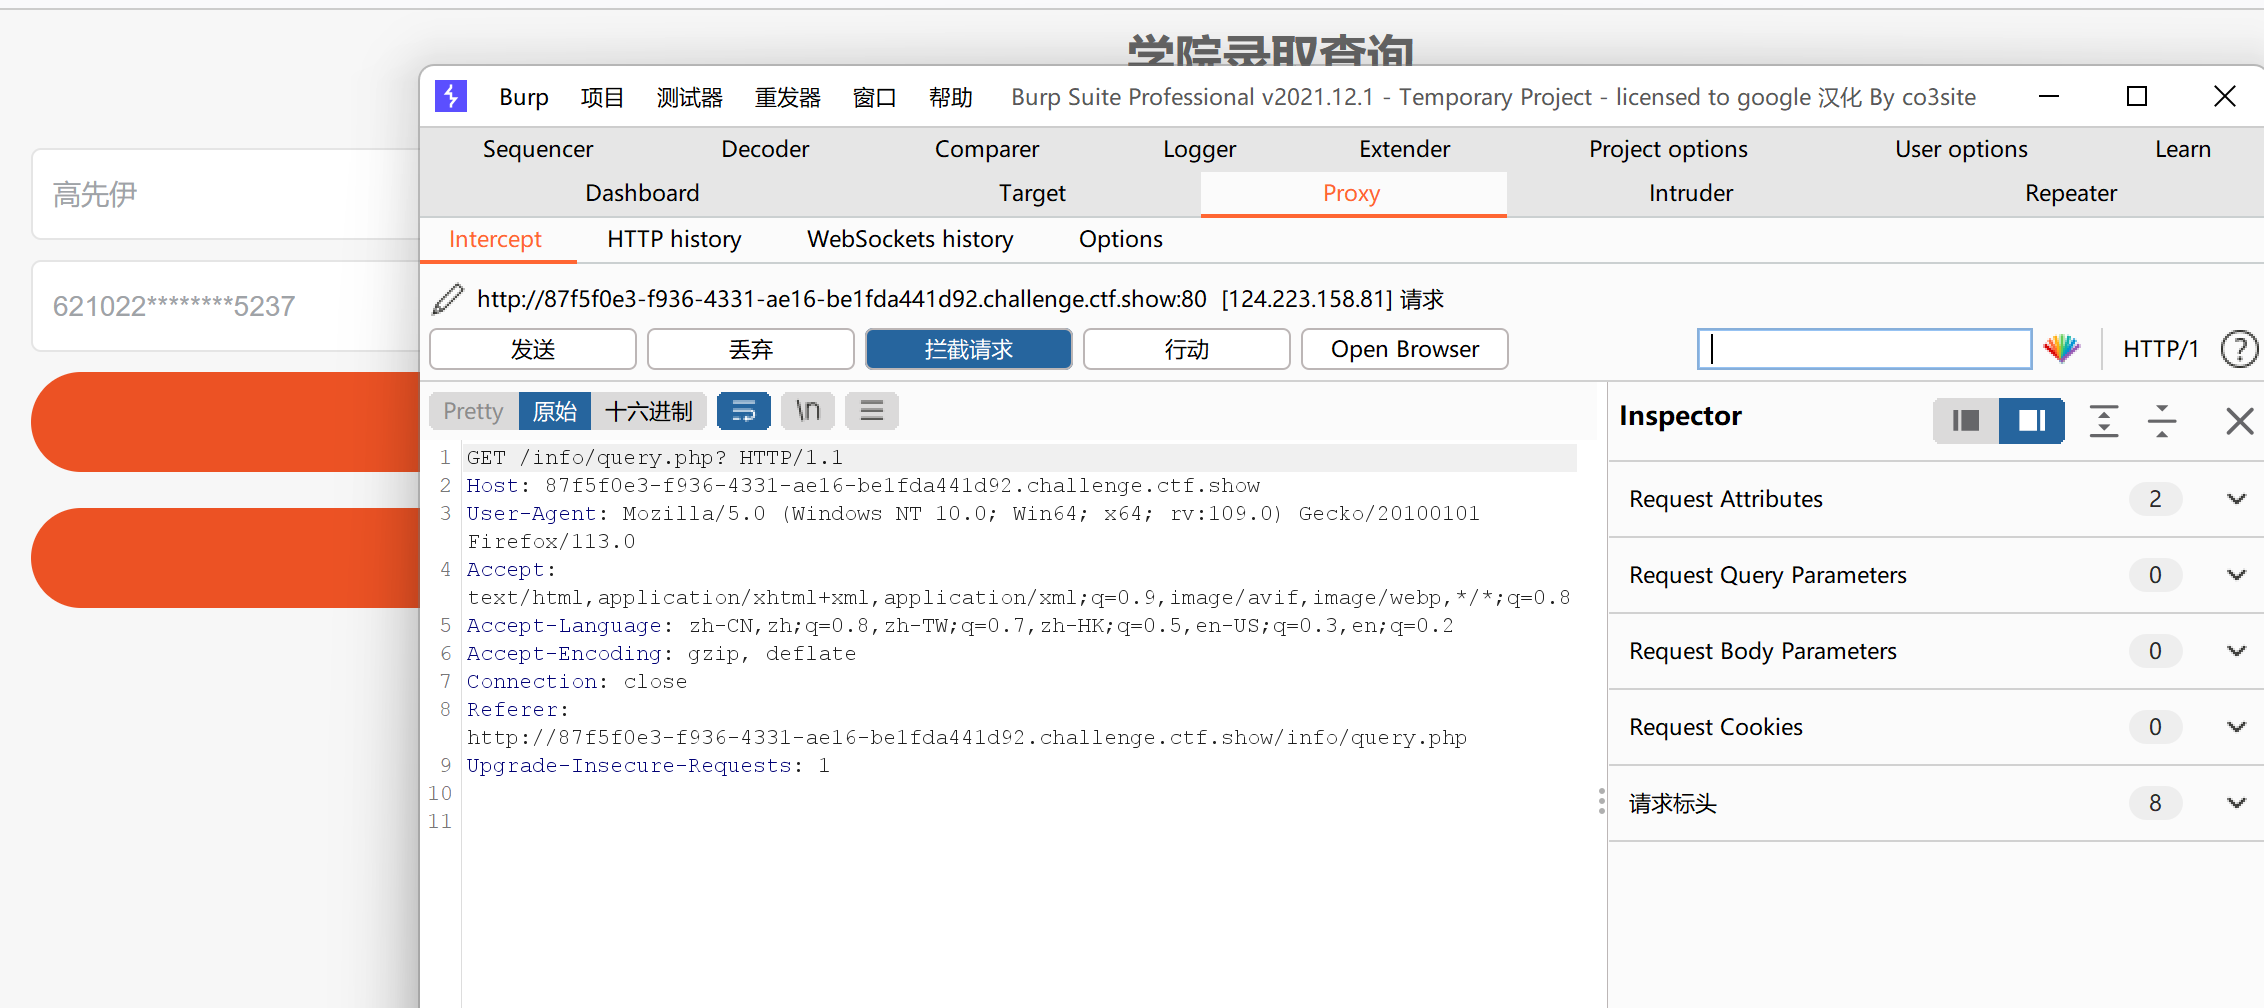 学院录取查询
高先伊
621022********5237
Burp 项目 测试器 重发器 窗口 帮助 Burp Suite Professional v2021.12.1 - Temporary Project - licensed to google 汉化 By co3site
Sequencer Decoder Comparer Logger Extender Project options User options Learn
Dashboard Target Proxy Intruder Repeater
Intercept HTTP history WebSockets history Options
http://87f5f0e3-f936-4331-ae16-be1fda441d92.challenge.ctf.show:80 [124.223.158.81] 请求
发送 丢弃 拦截请求 行动 Open Browser HTTP/1 ?
Pretty 原始 十六进制 \n
1 GET /info/query.php? HTTP/1.1
2 Host: 87f5f0e3-f936-4331-ae16-be1fda441d92.challenge.ctf.show
3 User-Agent: Mozilla/5.0 (Windows NT 10.0; Win64; x64; rv:109.0) Gecko/20100101
Firefox/113.0
4 Accept:
text/html,application/xhtml+xml,application/xml;q=0.9,image/avif,image/webp,*/*;q=0.8
5 Accept-Language: zh-CN,zh;q=0.8,zh-TW;q=0.7,zh-HK;q=0.5,en-US;q=0.3,en;q=0.2
6 Accept-Encoding: gzip, deflate
7 Connection: close
8 Referer:
http://87f5f0e3-f936-4331-ae16-be1fda441d92.challenge.ctf.show/info/query.php
9 Upgrade-Insecure-Requests: 1
10
11
Inspector
Request Attributes 2
Request Query Parameters 0
Request Body Parameters 0
Request Cookies 0
请求标头 8